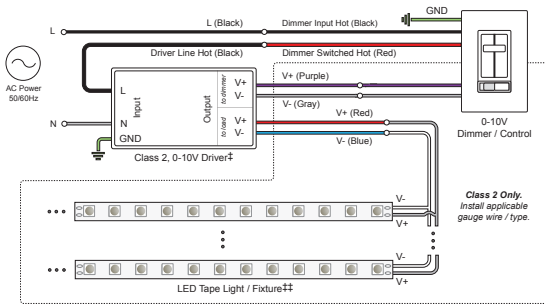 GND
L
L (Black)
Dimmer Input Hot (Black)
Driver Line Hot (Black)
Dimmer Switched Hot (Red)
AC Power
50/60Hz
L
Input
N
GND
Output
to dimmer
V+
V-
to load
V+
V-
V+ (Purple)
V- (Gray)
V+ (Red)
V- (Blue)
N
Class 2, 0-10V Driver‡
0-10V
Dimmer / Control
V-
V+
Class 2 Only.
Install applicable
gauge wire / type.
V-
V+
LED Tape Light / Fixture‡‡